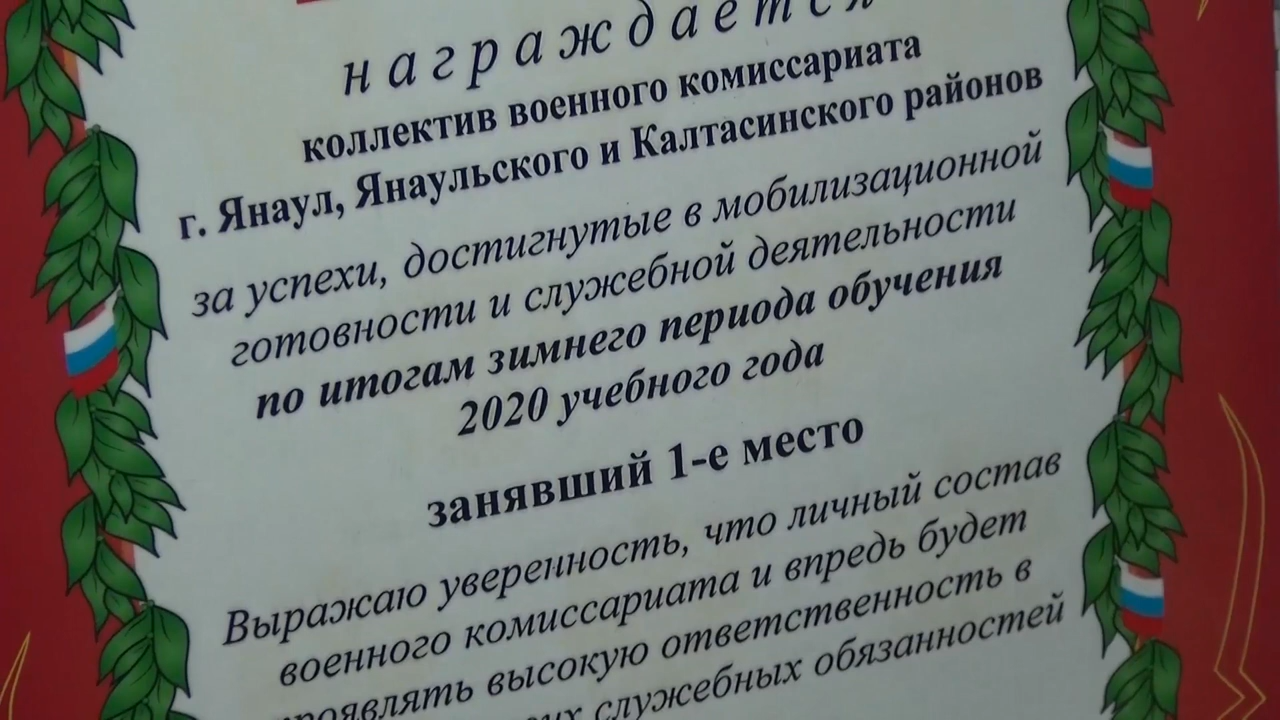 награждается
коллектив военного комиссариата
г. Янаул, Янаульского и Калтасинского районов
за успехи, достигнутые в мобилизационной
готовности и служебной деятельности
по итогам зимнего периода обучения
2020 учебного года
занявший 1-е место
Выражаю уверенность, что личный состав
военного комиссариата и впредь будет
проявлять высокую ответственность в
служебных обязанностей